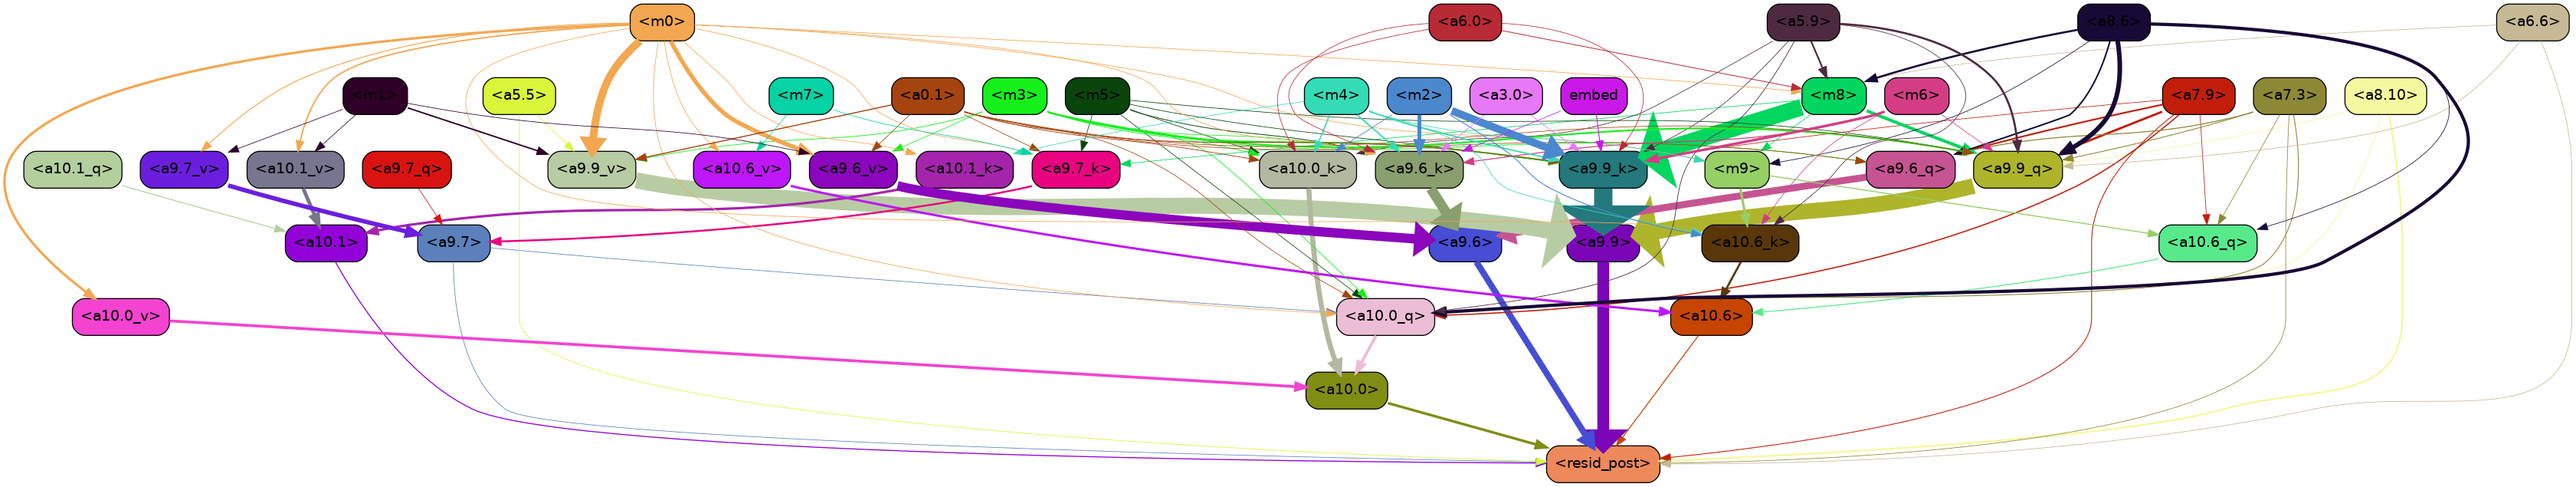 <m0> <a6.0> <a5.9> <a8.6> <a6.6>
<m1> <a5.5> <m7> <a0.1> <m3> <m5> <m4> <m2> <a3.0> embed <m8> <m6> <a7.9> <a7.3> <a8.10>
<a10.1_q> <a9.7_v> <a10.1_v> <a9.7_q> <a9.9_v> <a10.6_v> <a9.6_v> <a10.1_k> <a9.7_k> <a10.0_k> <a9.6_k> <a9.9_k> <m9> <a9.6_q> <a9.9_q>
<a10.1> <a9.7> <a9.6> <a9.9> <a10.6_k> <a10.6_q>
<a10.0_v> <a10.0_q> <a10.6>
<a10.0>
<resid_post>